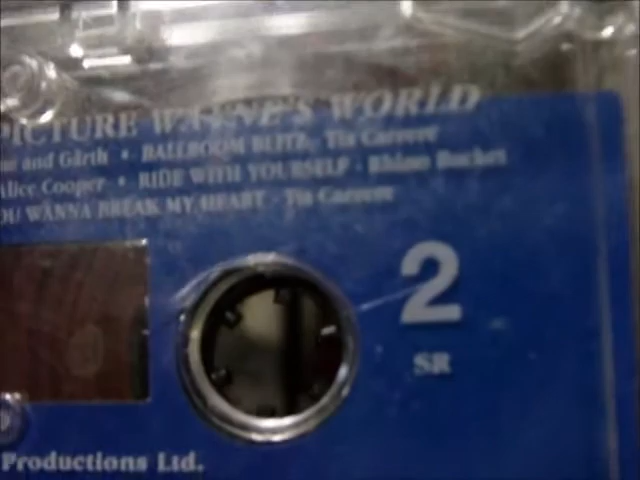 PICTURE WAYNE'S WORLD
and Garth • BALLROOM BLITZ - Tia Carrere
Alice Cooper • RIDE WITH YOURSELF - Rhino Bucket
OU WANNA BREAK MY HEART - Tia Carrere
2
SR
Productions Ltd.